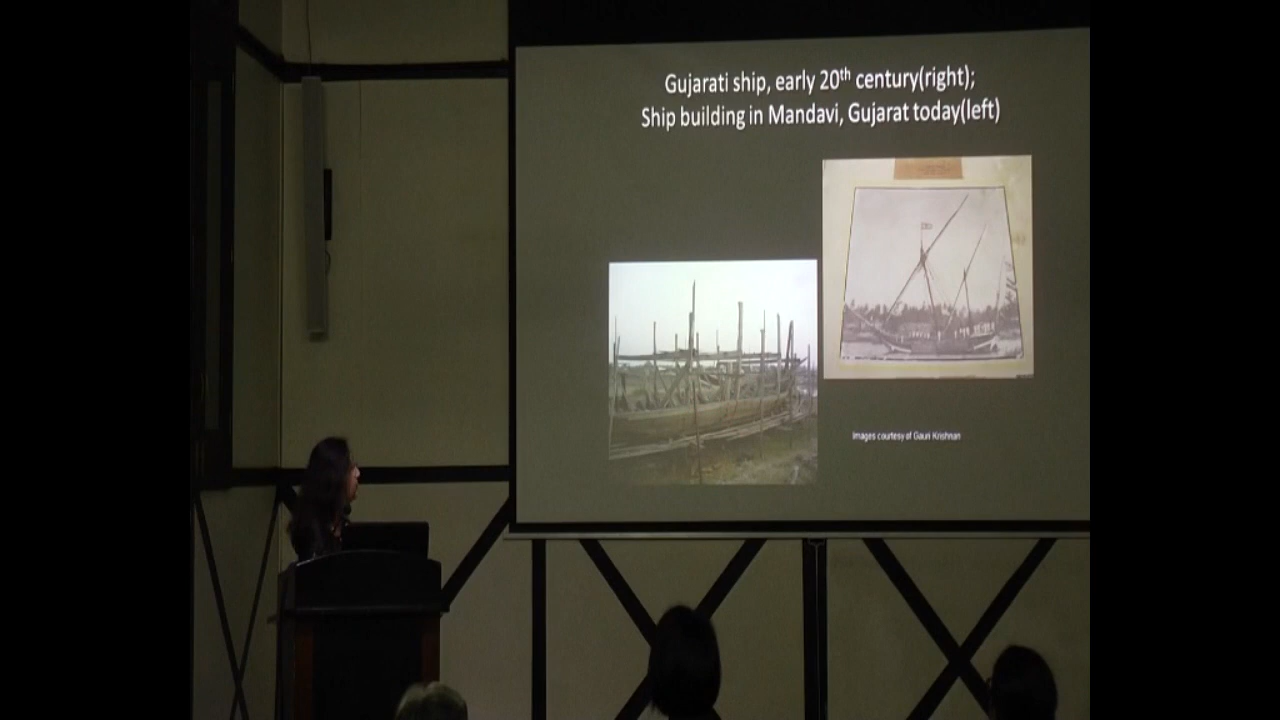 Gujarati ship, early 20th century(right);
Ship building in Mandavi, Gujarat today(left)
Images courtesy of Gauri Krishnan